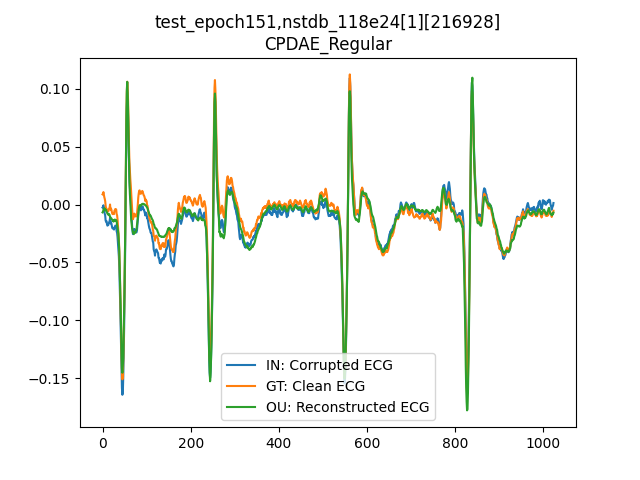 test_epoch151,nstdb_118e24[1][216928]
CPDAE_Regular
0.10
0.05
0.00
−0.05
−0.10
−0.15
IN: Corrupted ECG
GT: Clean ECG
OU: Reconstructed ECG
0
200
400
600
800
1000